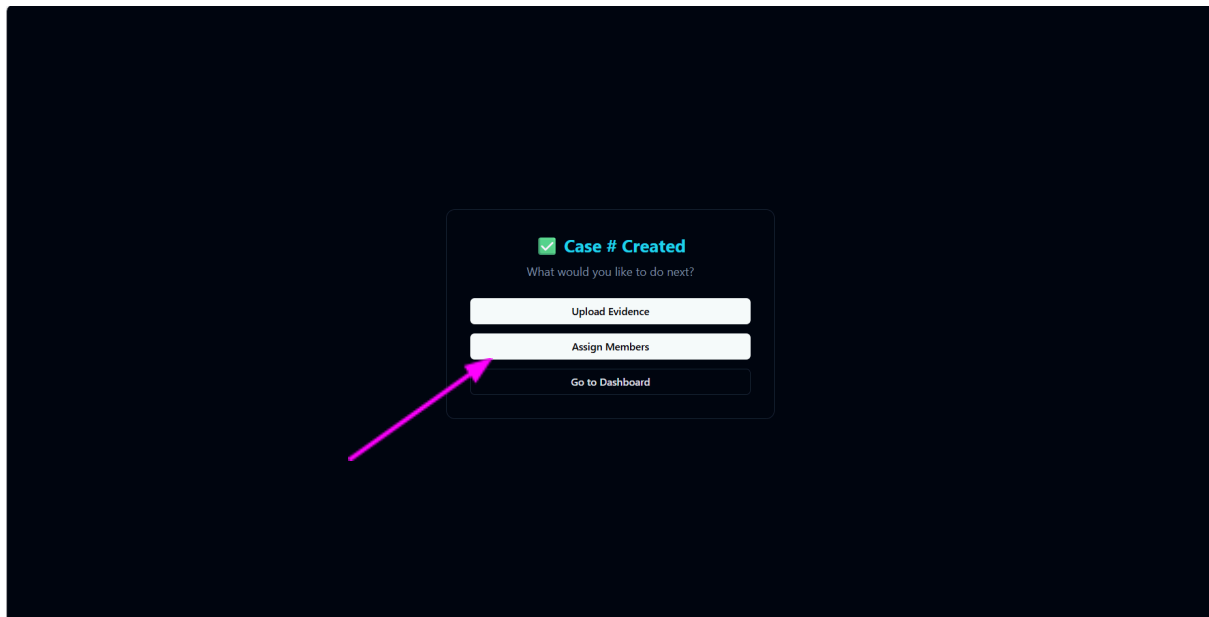 ✅ Case # Created
What would you like to do next?
Upload Evidence
Assign Members
Go to Dashboard